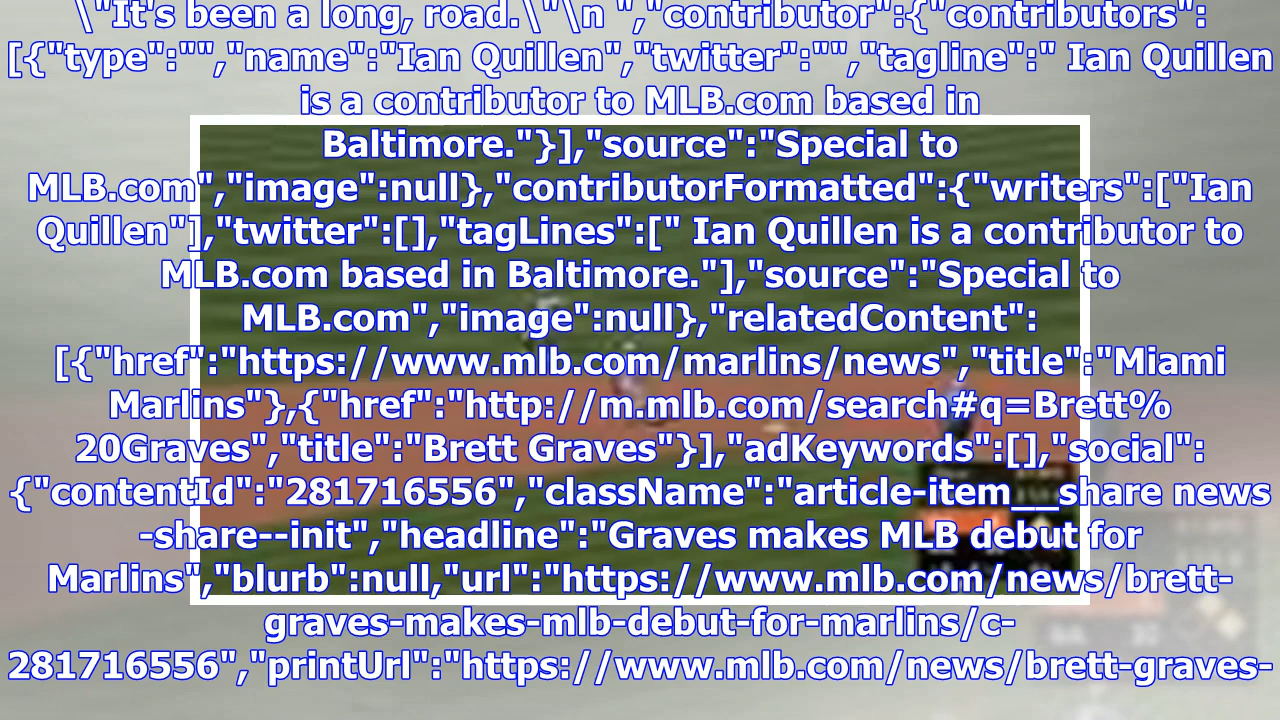 \"It's been a long, road.\"\n ","contributor":{"contributors":
[{"type":"","name":"Ian Quillen","twitter":"","tagline":" Ian Quillen
is a contributor to MLB.com based in
Baltimore."}],"source":"Special to
MLB.com","image":null},"contributorFormatted":{"writers":["Ian
Quillen"],"twitter":[],"tagLines":[" Ian Quillen is a contributor to
MLB.com based in Baltimore."],"source":"Special to
MLB.com","image":null},"relatedContent":
[{"href":"https://www.mlb.com/marlins/news","title":"Miami
Marlins"},{"href":"http://m.mlb.com/search#q=Brett%
20Graves","title":"Brett Graves"}],"adKeywords":[],"social":
{"contentId":"281716556","className":"article-item__share news
-share--init","headline":"Graves makes MLB debut for
Marlins","blurb":null,"url":"https://www.mlb.com/news/brett-
graves-makes-mlb-debut-for-marlins/c-
281716556","printUrl":"https://www.mlb.com/news/brett-graves-